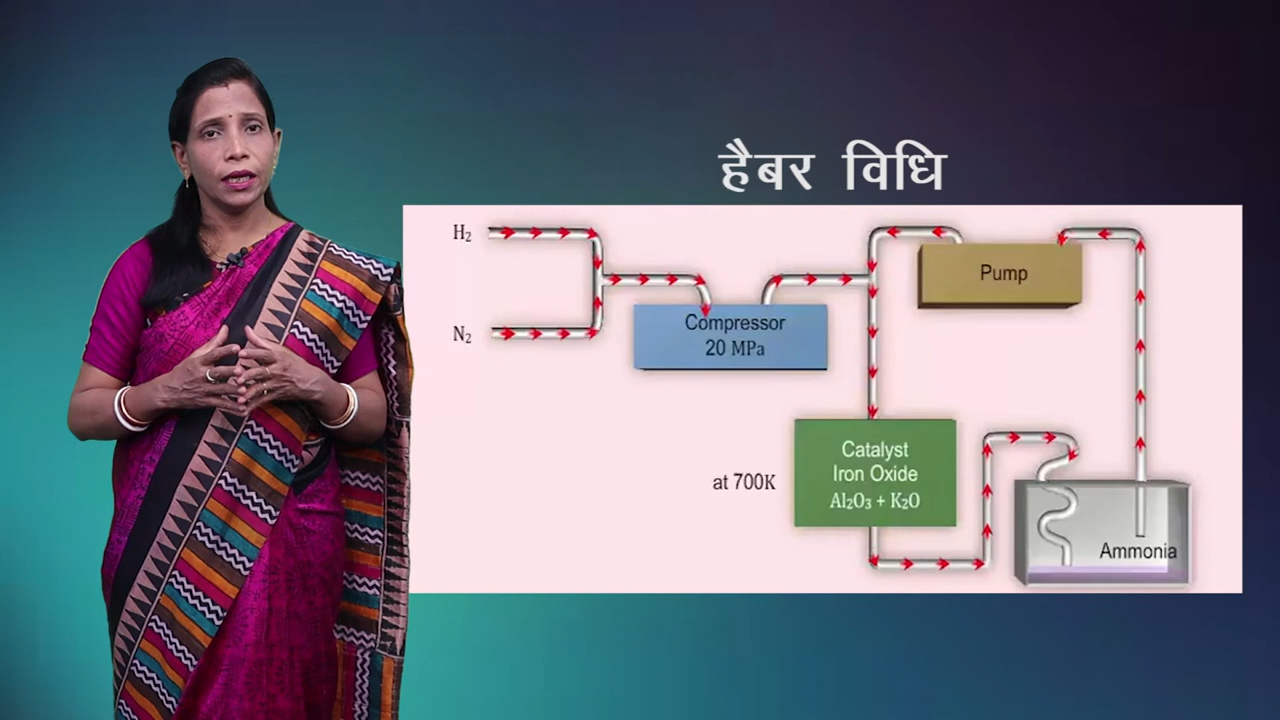 हैबर विधि
H₂
N₂
Compressor
20 MPa
Pump
at 700K
Catalyst
Iron Oxide
Al₂O₃ + K₂O
Ammonia